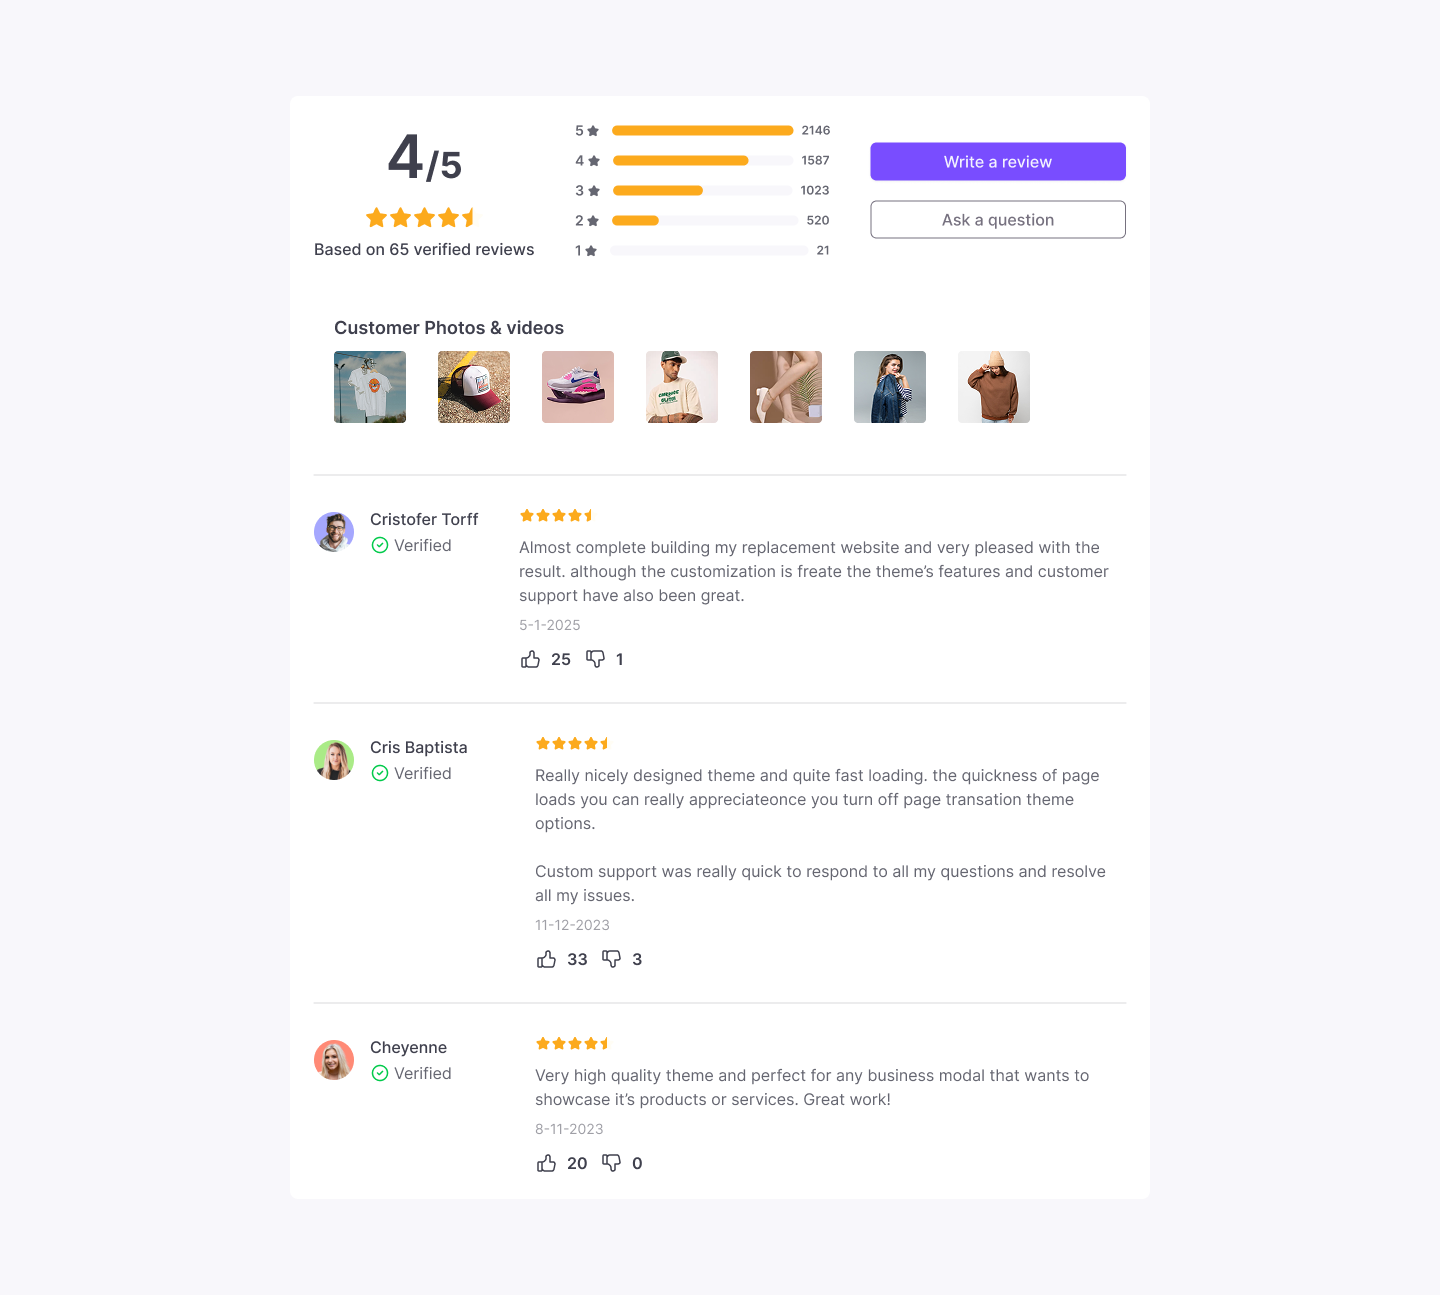 4/5
Based on 65 verified reviews
5 2146
4 1587
3 1023
2 520
1 21
Write a review
Ask a question
Customer Photos & videos
Cristofer Torff
Verified
Almost complete building my replacement website and very pleased with the
result. although the customization is freate the theme’s features and customer
support have also been great.
5-1-2025
25 1
Cris Baptista
Verified
Really nicely designed theme and quite fast loading. the quickness of page
loads you can really appreciateonce you turn off page transation theme
options.
Custom support was really quick to respond to all my questions and resolve
all my issues.
11-12-2023
33 3
Cheyenne
Verified
Very high quality theme and perfect for any business modal that wants to
showcase it’s products or services. Great work!
8-11-2023
20 0